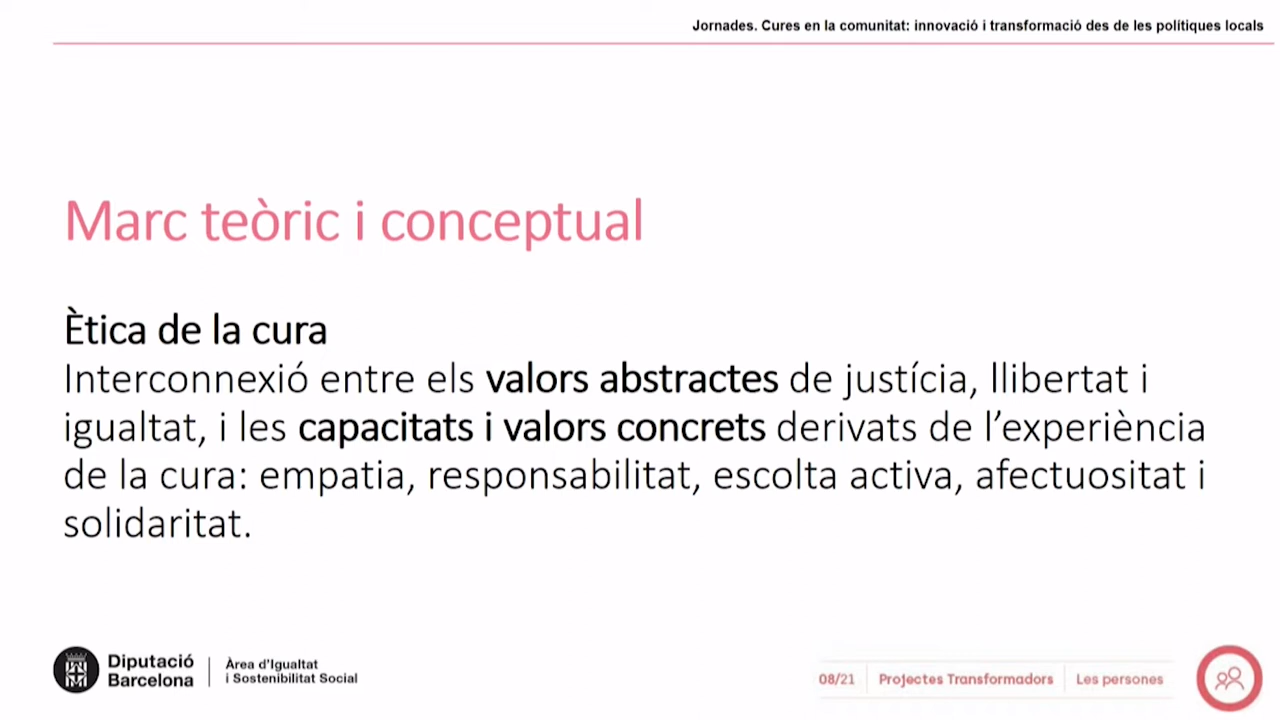 Jornades. Cures en la comunitat: innovació i transformació des de les polítiques locals
Marc teòric i conceptual
Ètica de la cura
Interconnexió entre els valors abstractes de justícia, llibertat i
igualtat, i les capacitats i valors concrets derivats de l’experiència
de la cura: empatia, responsabilitat, escolta activa, afectuositat i
solidaritat.
Diputació
Barcelona
Àrea d’Igualtat
i Sostenibilitat Social
08/21 Projectes Transformadors Les persones